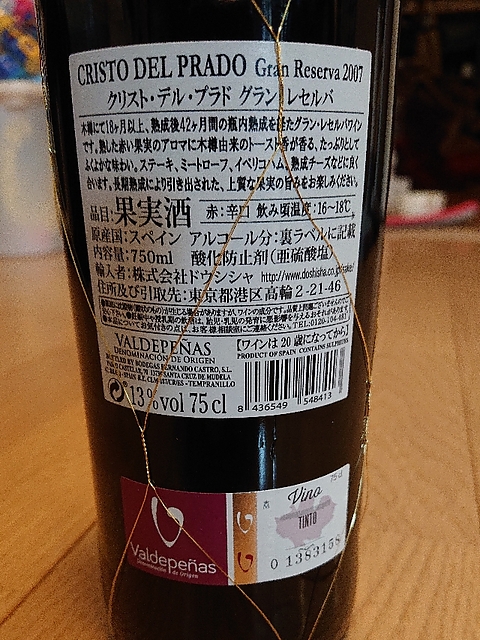 CRISTO DEL PRADO Gran Reserva 2007
クリスト・デル・プラド グラン レセルバ
木樽にて18ヶ月以上、熟成後42ヶ月間の瓶内熟成を経たグラン・レセルバワイン
です。熟した赤い果実のアロマに木樽由来のトースト香が香る、たっぷりとして
ふくよかな味わい。ステーキ、ミートローフ、イベリコハム、熟成チーズなどに良く
合います。長期熟成により引き出された、上質な果実の旨みをお楽しみください。
品目:果実酒 赤:辛口 飲み頃温度:16~18℃
原産国:スペイン アルコール分:裏ラベルに記載
内容量:750ml 酸化防止剤(亜硫酸塩)
輸入者:株式会社ドウシシャ http://www.doshisha.co.jp/sake/
住所及び引取先:東京都港区高輪2-21-46
VALDEPEÑAS
DENOMINACIÓN DE ORIGEN
【ワインは20歳になってから】
PRODUCT OF SPAIN CONTAINS SULPHITES
BODEGAS FERNANDO CASTRO, S.L.
TEMPRANILLO
13%vol 75cl
8 436549 548413
Valdepeñas
Denominación de Origen
75cl
Vino
TINTO
0 1383158